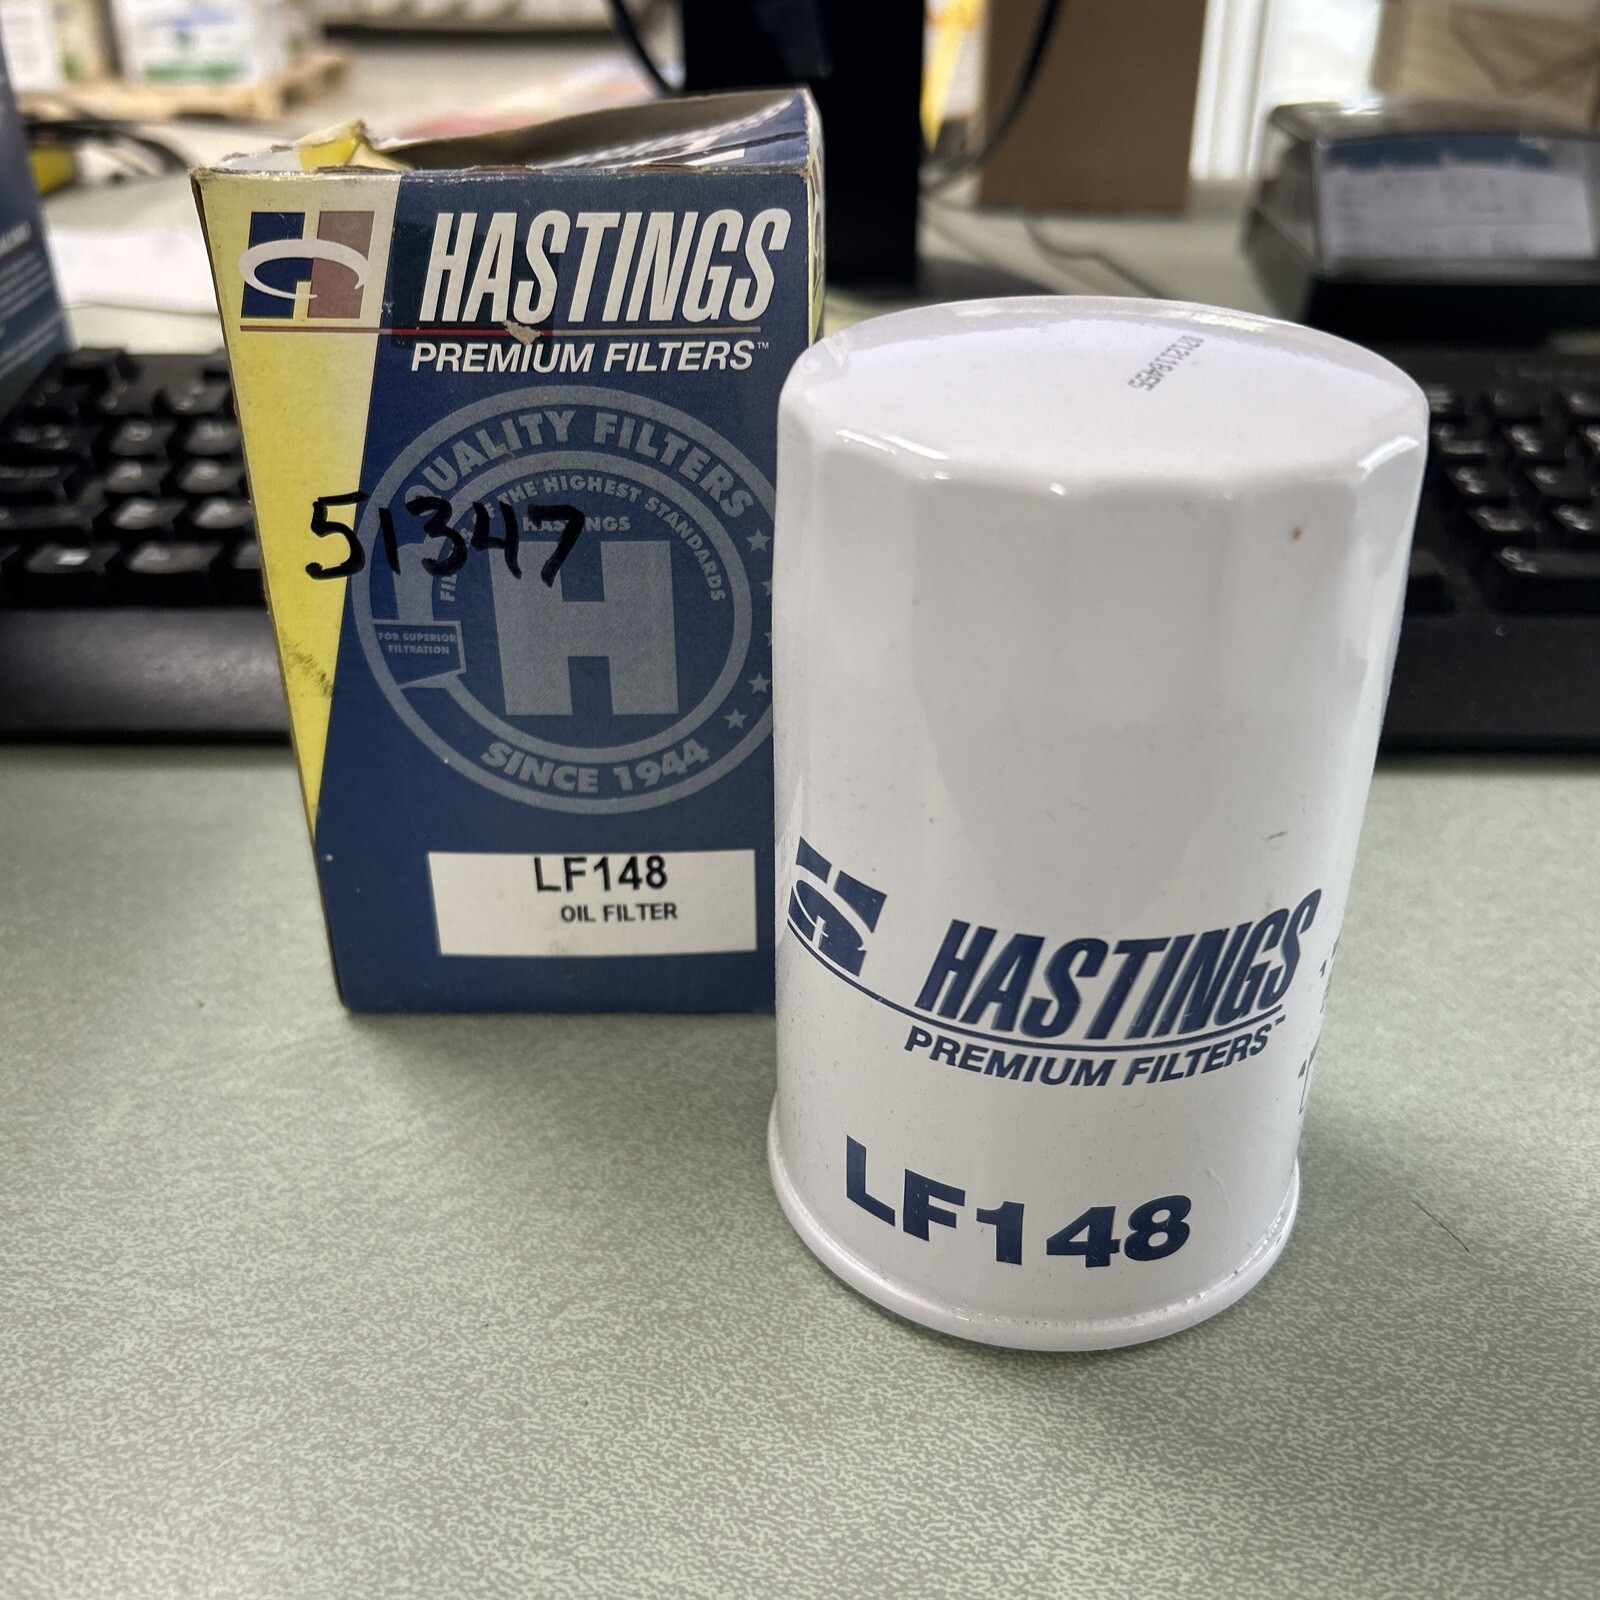 HASTINGS
PREMIUM FILTERS™
QUALITY FILTERS
OF THE HIGHEST STANDARDS
HASTINGS
51347
H
FOR SUPERIOR
FILTRATION
SINCE 1944
LF148
OIL FILTER
HASTINGS
PREMIUM FILTERS™
LF148